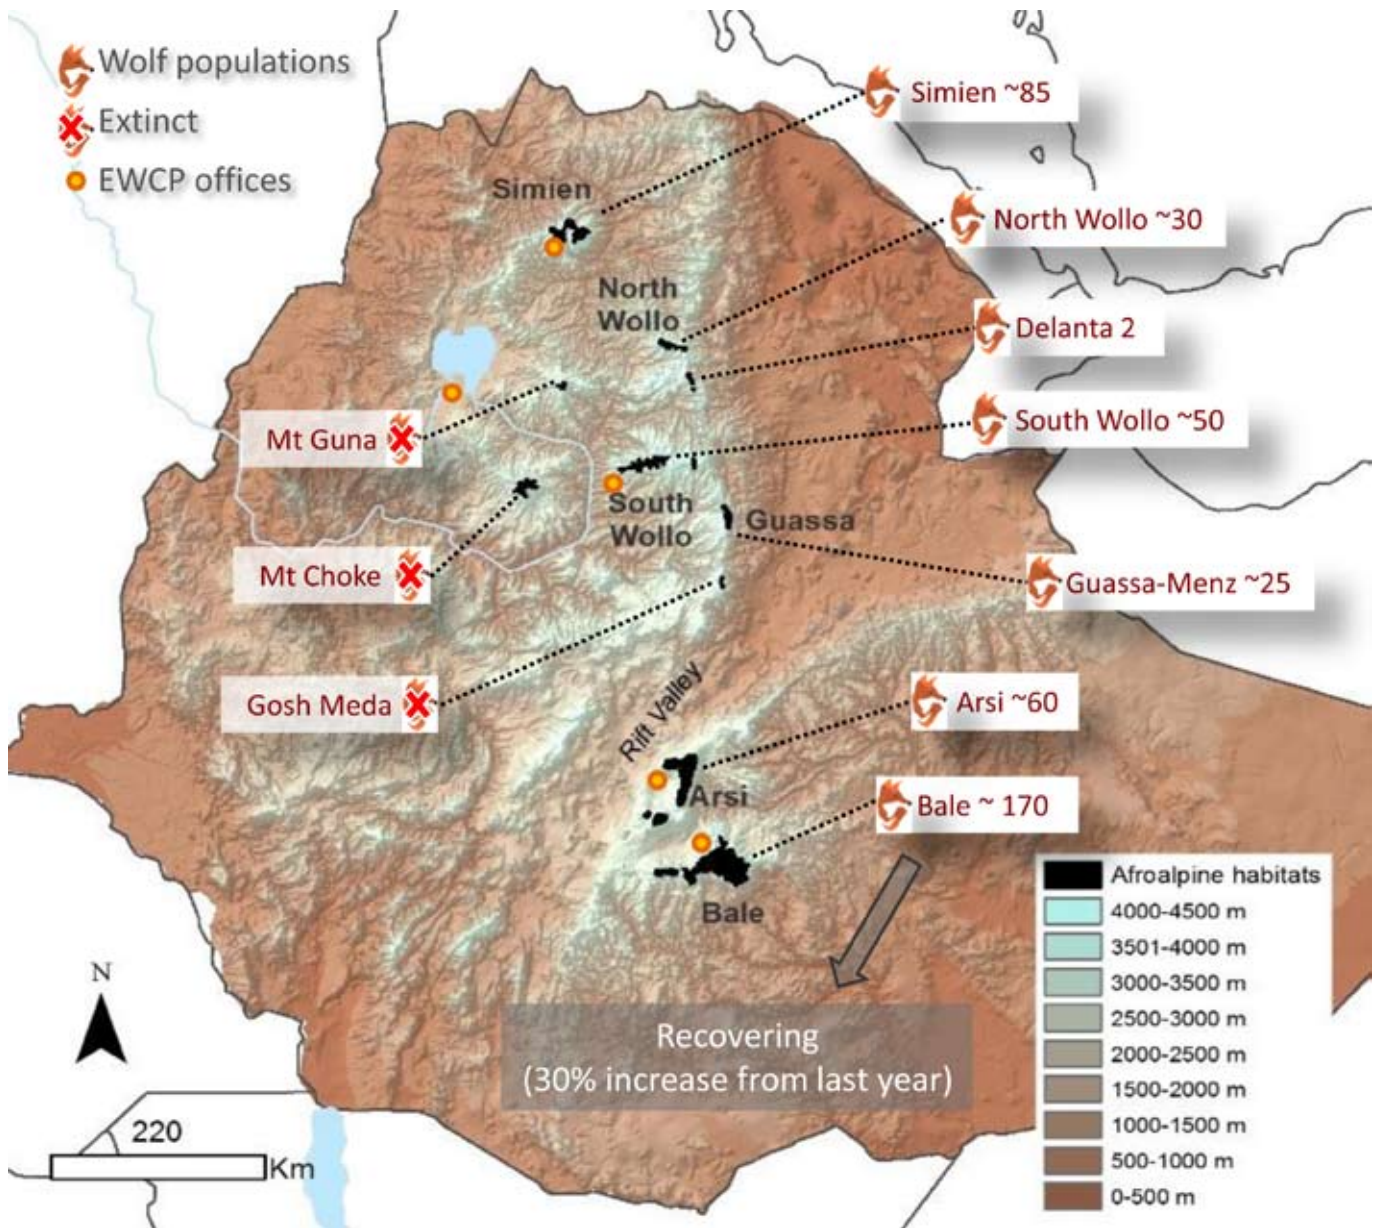 Wolf populations
Extinct
EWCP offices
Simien ~85
Simien
North Wollo ~30
North
Wollo
Delanta 2
South Wollo ~50
Mt Guna
South
Wollo
Guassa
Mt Choke
Guassa-Menz ~25
Gosh Meda
Rift Valley
Arsi ~60
Arsi
Bale ~ 170
Bale
Afroalpine habitats
4000-4500 m
3501-4000 m
3000-3500 m
2500-3000 m
2000-2500 m
1500-2000 m
1000-1500 m
500-1000 m
0-500 m
N
Recovering
(30% increase from last year)
220
Km